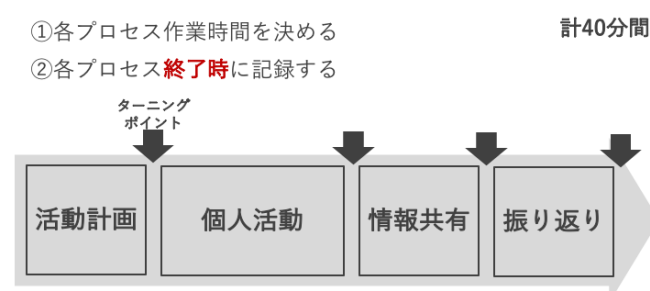 ①各プロセス作業時間を決める
計40分間
②各プロセス終了時に記録する
ターニング
ポイント
活動計画
個人活動
情報共有
振り返り